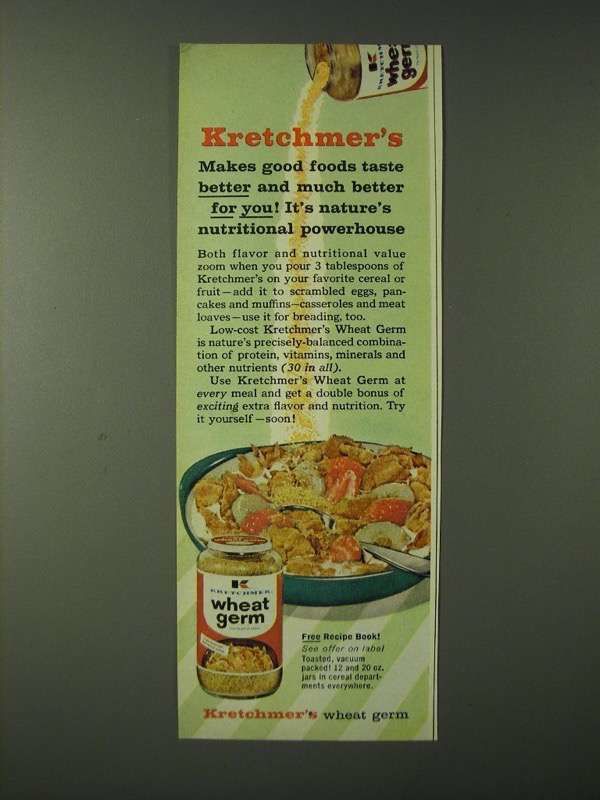 KRETCHMER
wheat
germ
Kretchmer's
Makes good foods taste
better and much better
for you! It's nature's
nutritional powerhouse
Both flavor and nutritional value
zoom when you pour 3 tablespoons of
Kretchmer's on your favorite cereal or
fruit—add it to scrambled eggs, pan-
cakes and muffins—casseroles and meat
loaves—use it for breading, too.
Low-cost Kretchmer's Wheat Germ
is nature's precisely-balanced combina-
tion of protein, vitamins, minerals and
other nutrients (30 in all).
Use Kretchmer's Wheat Germ at
every meal and get a double bonus of
exciting extra flavor and nutrition. Try
it yourself—soon!
K
KRETCHMER
wheat
germ
Free Recipe Book!
See offer on label
Toasted, vacuum
packed! 12 and 20 oz.
jars in cereal depart-
ments everywhere.
Kretchmer's wheat germ